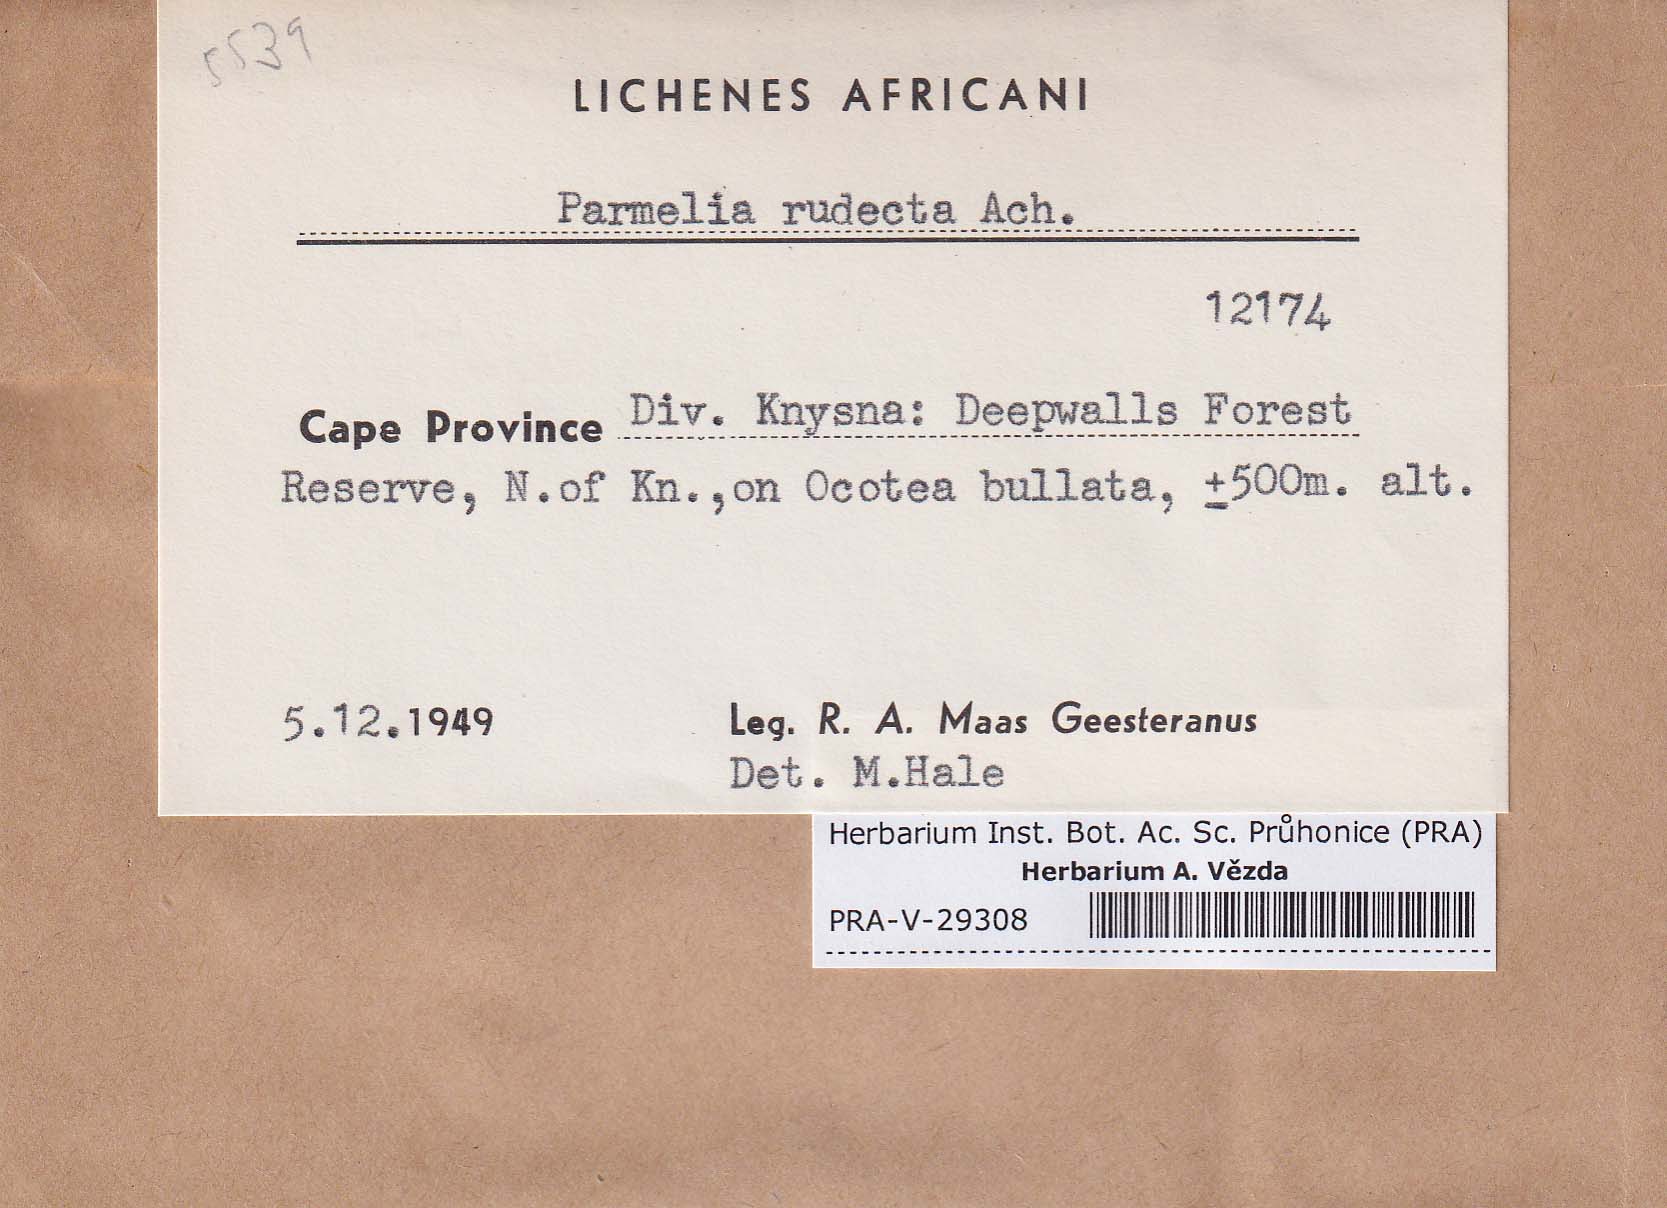 5539
LICHENES AFRICANI
Parmelia rudecta Ach.
12174
Cape Province Div. Knysna: Deepwalls Forest
Reserve, N.of Kn.,on Ocotea bullata, ±500m. alt.
5.12.1949 Leg. R. A. Maas Geesteranus
Det. M.Hale
Herbarium Inst. Bot. Ac. Sc. Průhonice (PRA)
Herbarium A. Vězda
PRA-V-29308